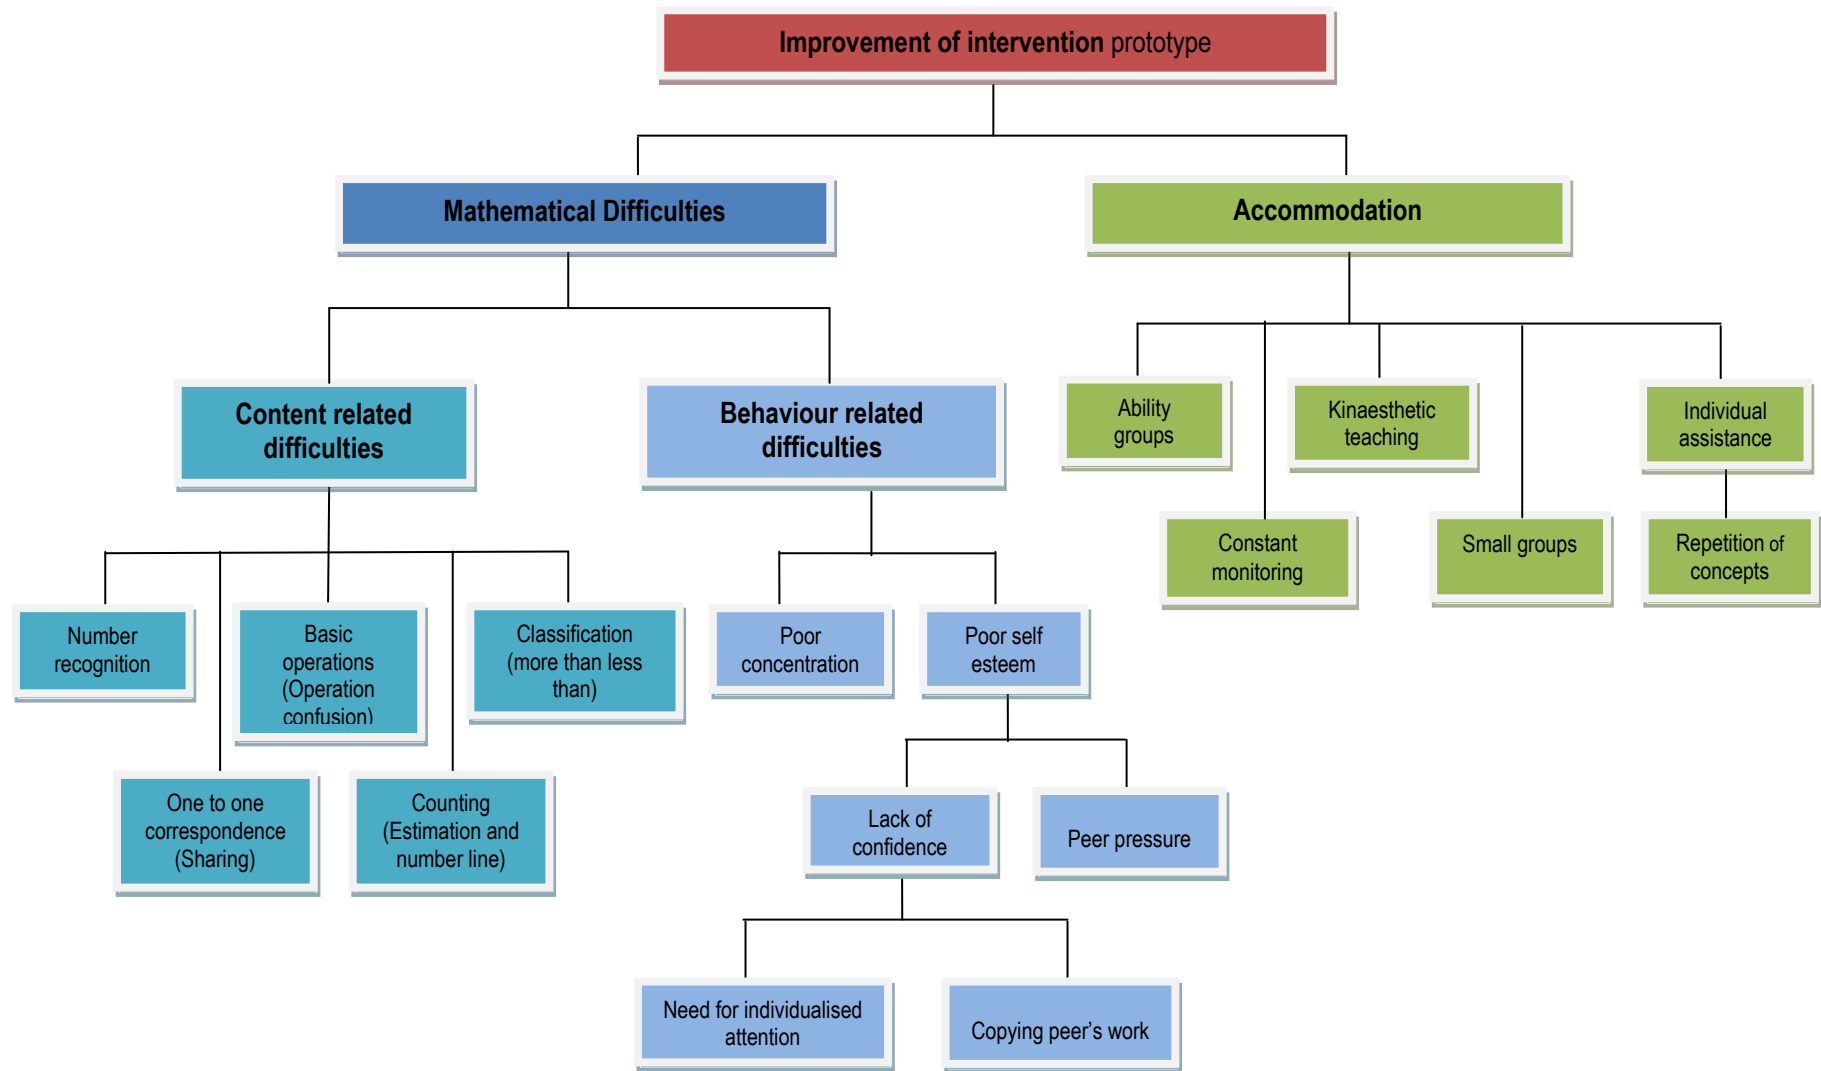 Improvement of intervention prototype
Mathematical Difficulties
Accommodation
Content related
difficulties
Behaviour related
difficulties
Ability
groups
Kinaesthetic
teaching
Individual
assistance
Constant
monitoring
Small groups
Repetition of
concepts
Number
recognition
Basic
operations
(Operation
confusion)
Classification
(more than less
than)
Poor
concentration
Poor self
esteem
One to one
correspondence
(Sharing)
Counting
(Estimation and
number line)
Lack of
confidence
Peer pressure
Need for individualised
attention
Copying peer’s work